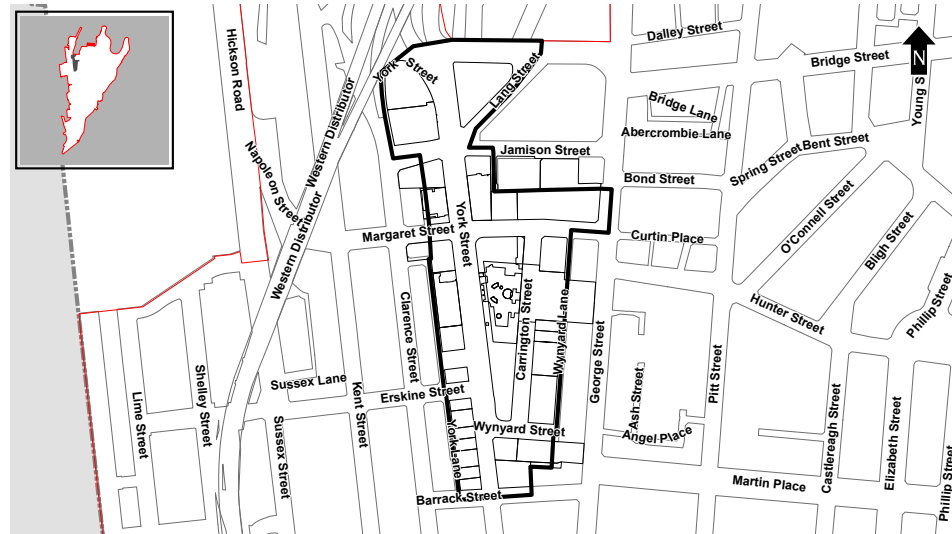 Dalley Street
Bridge Street
N
Young S
Hickson Road
York Street
Lang Street
Western Distributor
Bridge Lane
Abercrombie Lane
Jamison Street
Spring Street
Bent Street
Napole on Street
Bond Street
O'Connell Street
Bligh Street
Phillip Street
Western Distributor
Margaret Street
York Street
Curtin Place
Hunter Street
Clarence Street
Carrington Street
Wynyard Lane
George Street
Pitt Street
Lime Street
Shelley Street
Sussex Lane
Sussex Street
Kent Street
Erskine Street
York Lane
Wynyard Street
Ash Street
Angel Place
Castlereagh Street
Elizabeth Street
Phillip St
Barrack Street
Martin Place